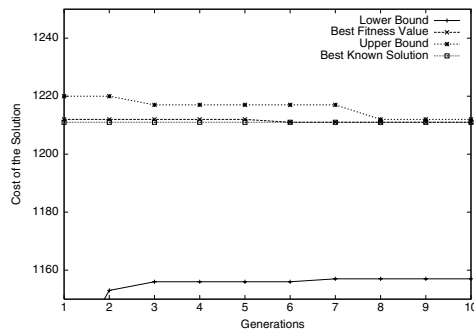 Lower Bound
Best Fitness Value
Upper Bound
Best Known Solution
1240
1220
1200
1180
1160
Cost of the Solution
1 2 3 4 5 6 7 8 9 10
Generations